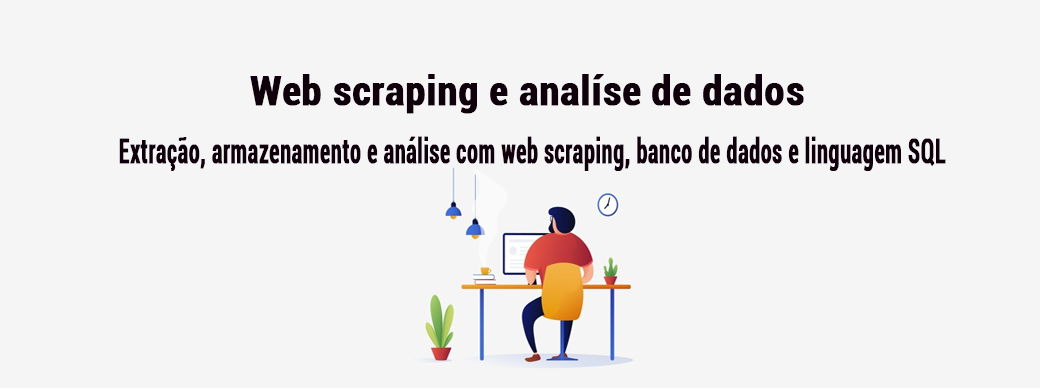 Web scraping e analíse de dados
Extração, armazenamento e análise com web scraping, banco de dados e linguagem SQL